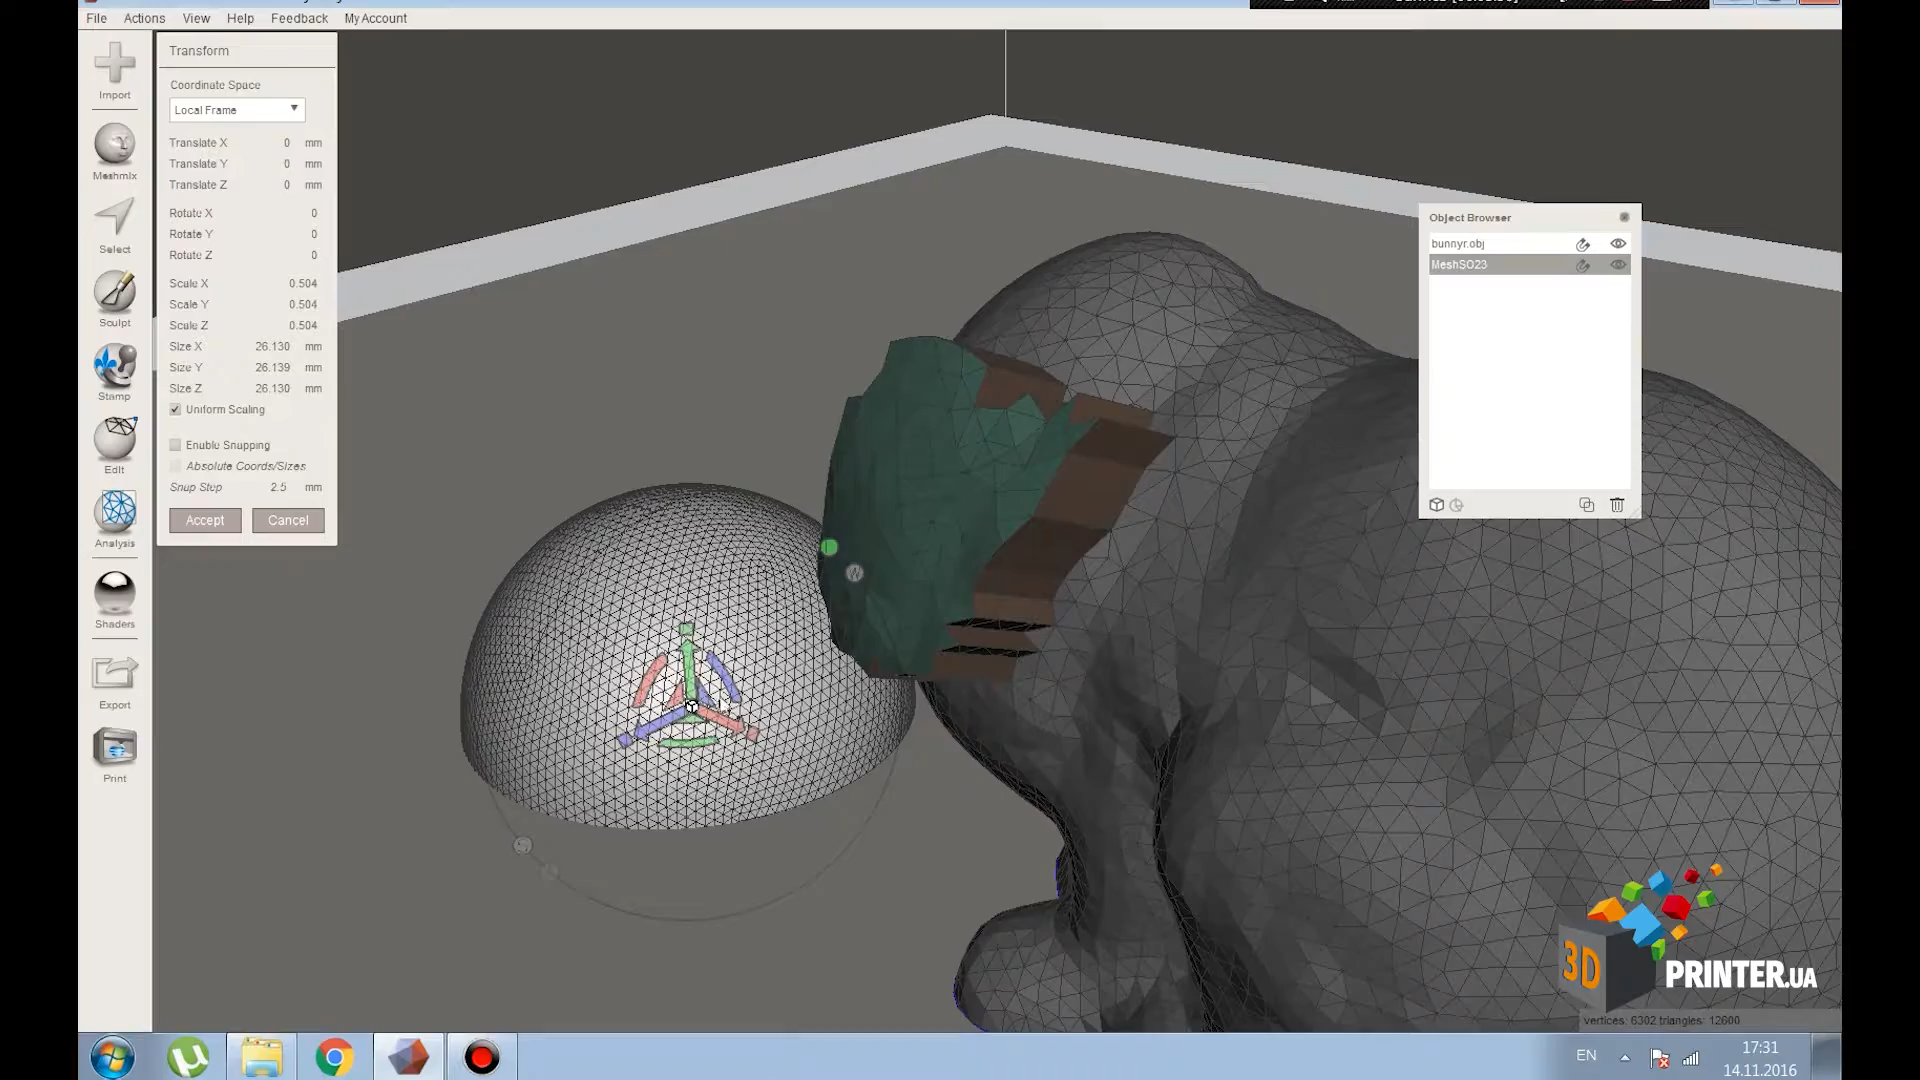 File Actions View Help Feedback My Account
Import
Meshmix
Select
Sculpt
Stamp
Edit
Analysis
Shaders
Export
Print
Transform
Coordinate Space
Local Frame
Translate X 0 mm
Translate Y 0 mm
Translate Z 0 mm
Rotate X 0
Rotate Y 0
Rotate Z 0
Scale X 0.504
Scale Y 0.504
Scale Z 0.504
Size X 26.130 mm
Size Y 26.139 mm
Size Z 26.130 mm
Uniform Scaling
Enable Snapping
Absolute Coords/Sizes
Snap Step 2.5 mm
Accept Cancel
Object Browser
bunnyr.obj
MeshSO23
3D PRINTER.UA
vertices: 6302 triangles: 12600
EN
17:31
14.11.2016